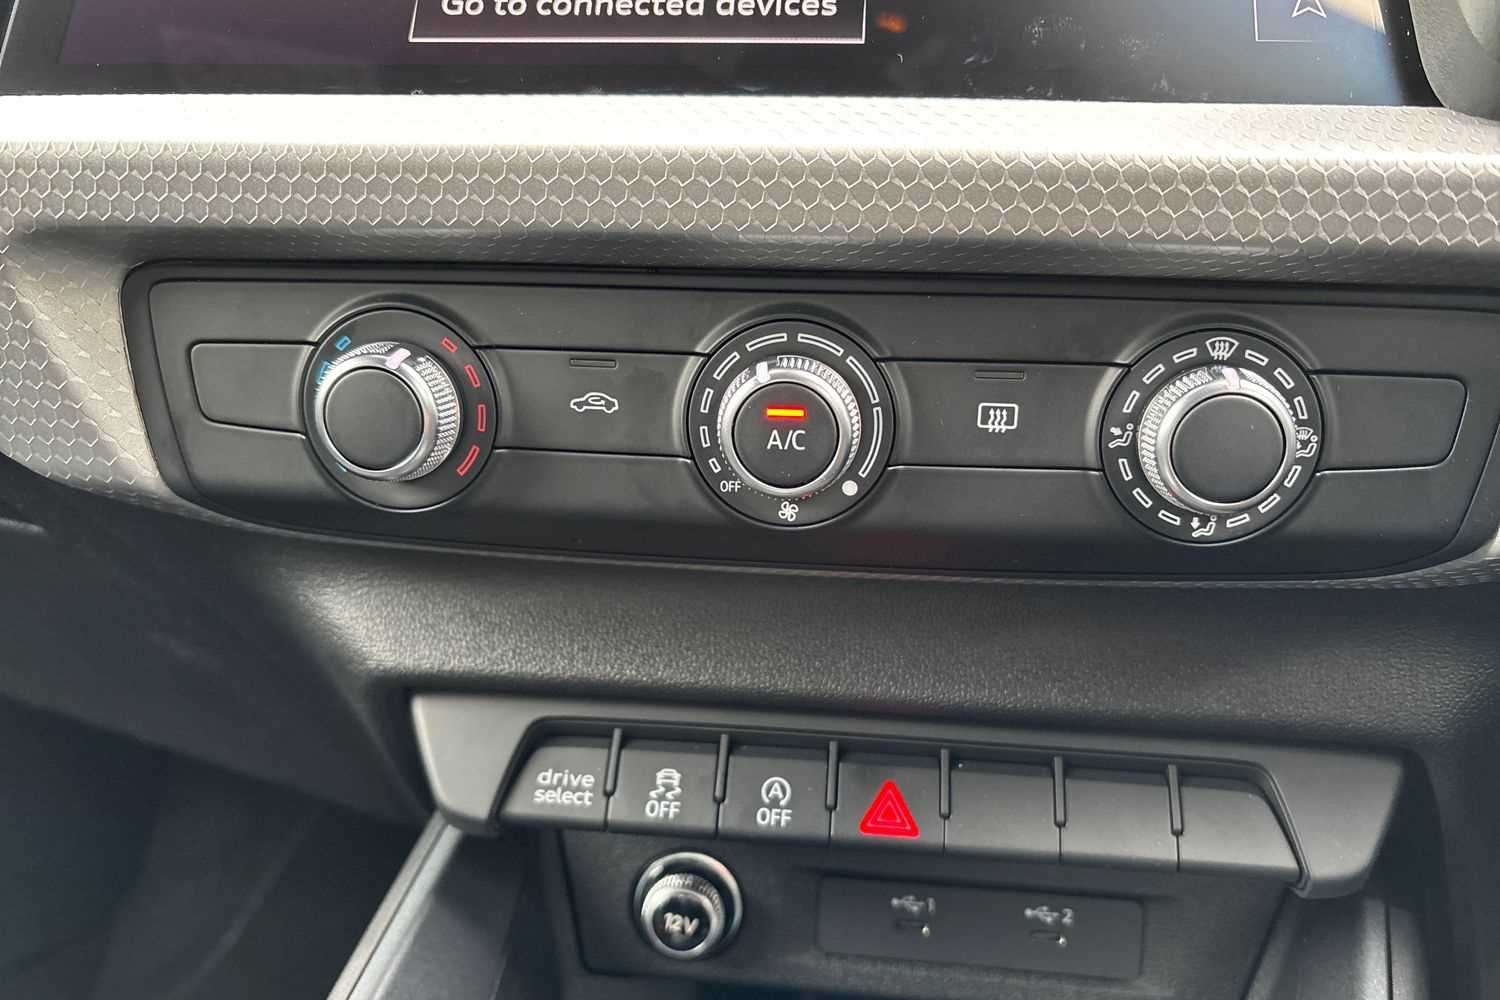 Go to connected devices
A/C
OFF
drive
select
OFF
A
OFF
12V
1
2